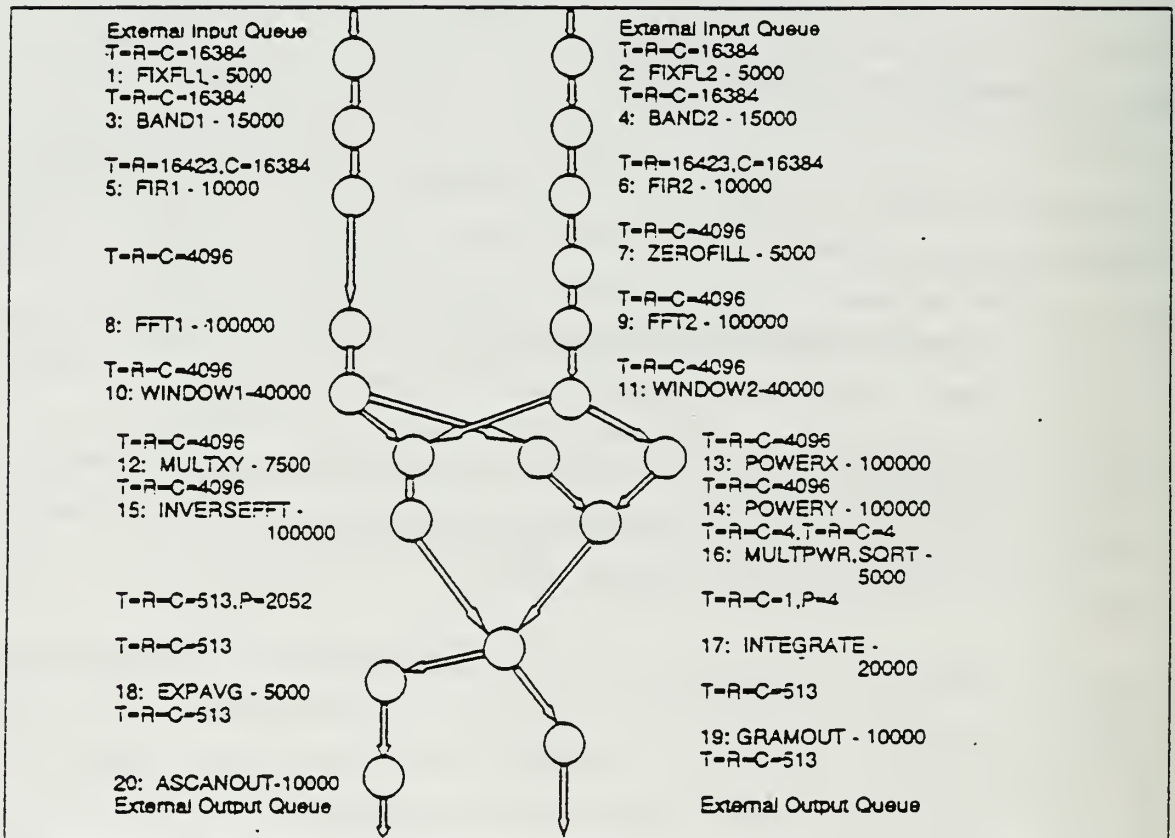 External Input Queue
T=R=C=16384
1: FIXFL1 - 5000
T=R=C=16384
3: BAND1 - 15000
T=R=16423,C=16384
5: FIR1 - 10000
T=R=C=4096
8: FFT1 - 100000
T=R=C=4096
10: WINDOW1-40000
T=R=C=4096
12: MULTXY - 7500
T=R=C=4096
15: INVERSEFFT -
100000
T=R=C=513,P=2052
T=R=C=513
18: EXPAVG - 5000
T=R=C=513
20: ASCANOUT-10000
External Output Queue
External Input Queue
T=R=C=16384
2: FIXFL2 - 5000
T=R=C=16384
4: BAND2 - 15000
T=R=16423,C=16384
6: FIR2 - 10000
T=R=C=4096
7: ZEROFILL - 5000
T=R=C=4096
9: FFT2 - 100000
T=R=C=4096
11: WINDOW2-40000
T=R=C=4096
13: POWERX - 100000
T=R=C=4096
14: POWERY - 100000
T=R=C=4,T=R=C=4
16: MULTPWR,SQRT -
5000
T=R=C=1,P=4
17: INTEGRATE -
20000
T=R=C=513
19: GRAMOUT - 10000
T=R=C=513
External Output Queue